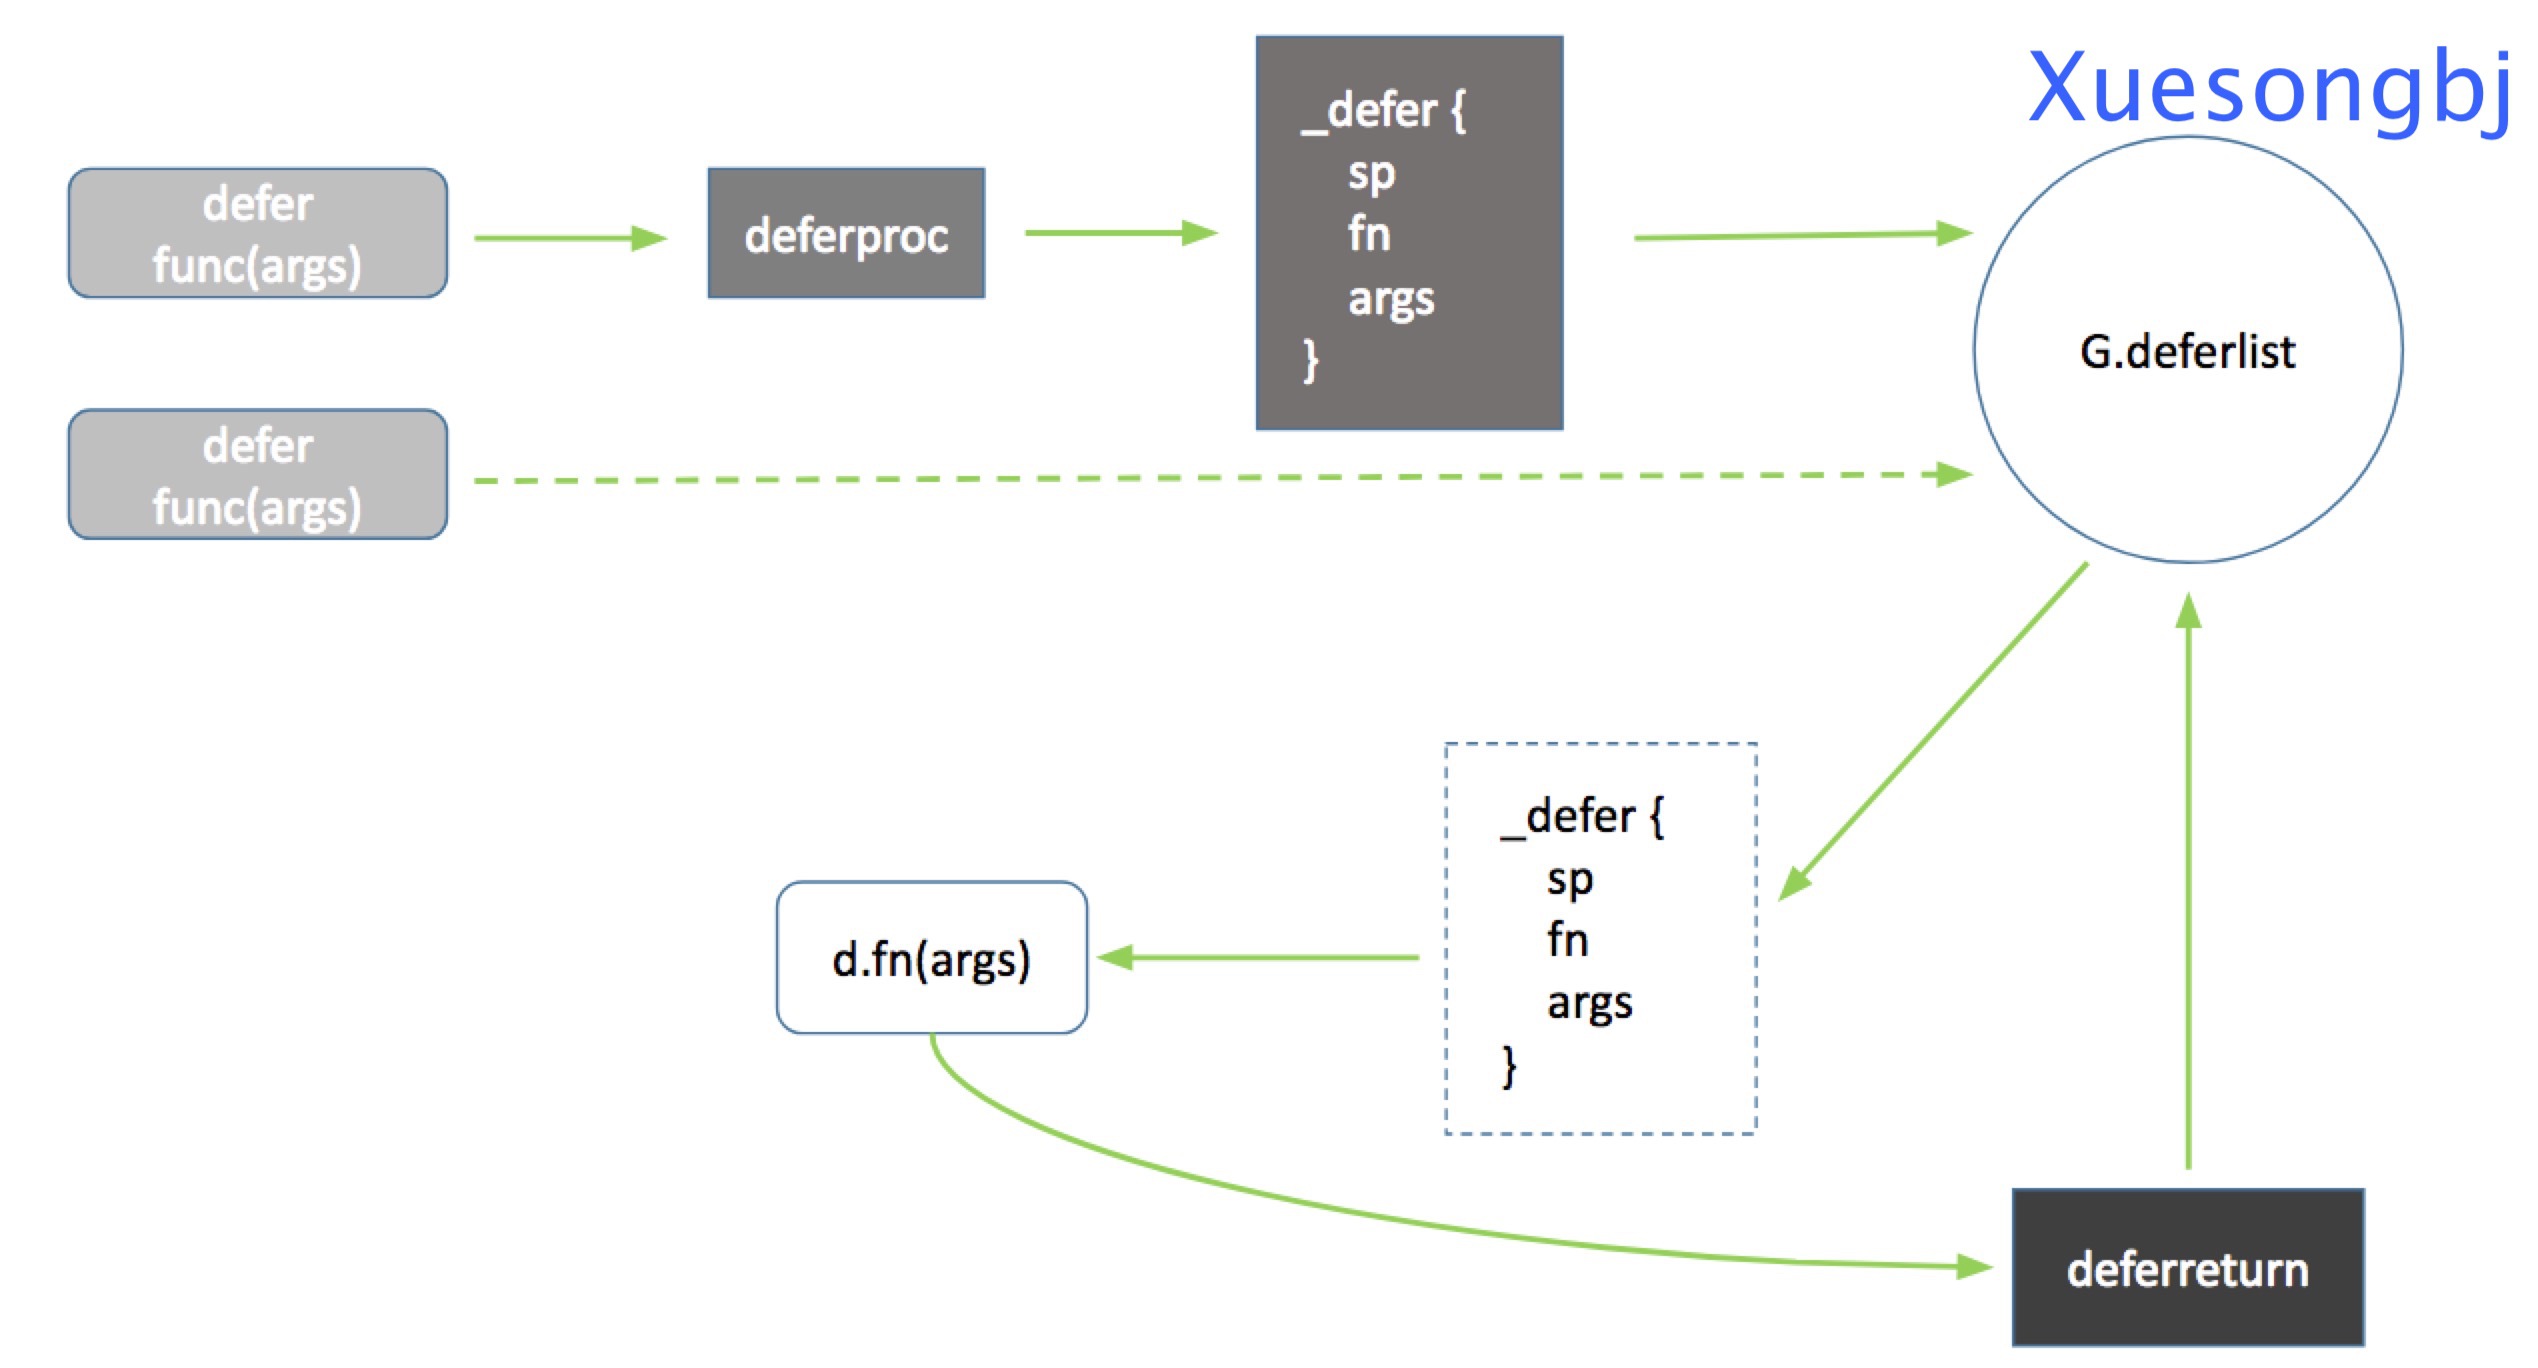 Xuesongbj
defer
func(args)
deferproc
_defer {
sp
fn
args
}
G.deferlist
defer
func(args)
_defer {
sp
fn
args
}
d.fn(args)
deferreturn